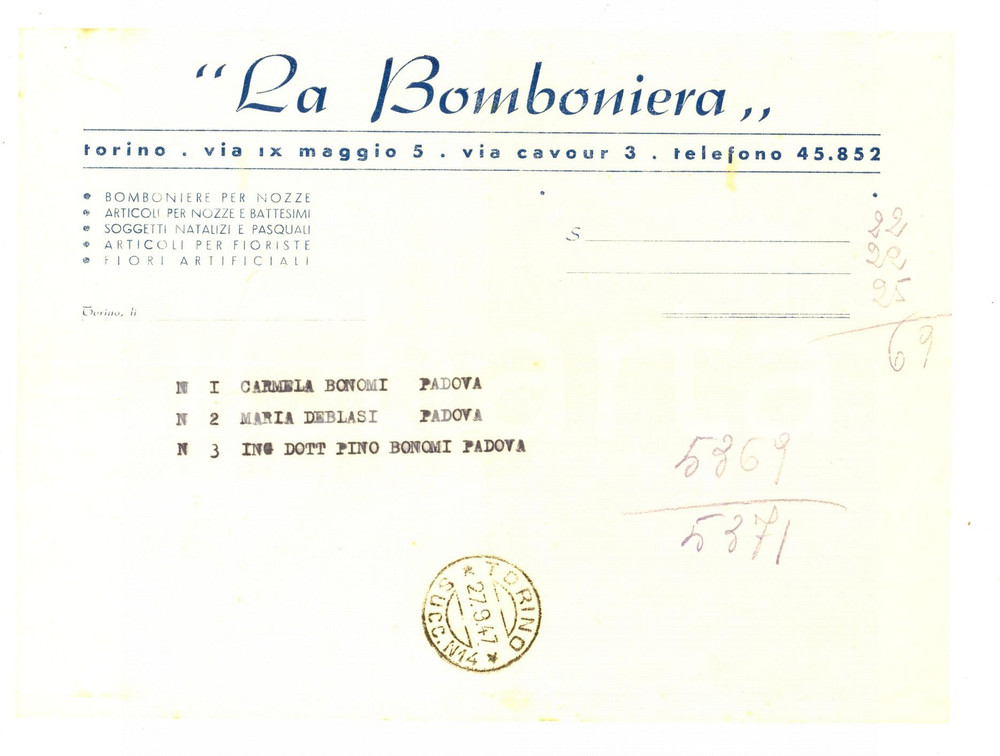 “La Bomboniera„
torino . via ix maggio 5 . via cavour 3 . telefono 45.852
• BOMBONIERE PER NOZZE
• ARTICOLI PER NOZZE E BATTESIMI
• SOGGETTI NATALIZI E PASQUALI
• ARTICOLI PER FIORISTE
• FIORI ARTIFICIALI
S
22
22
25
69
Torino, li
N I CARMELA BONOMI PADOVA
N 2 MARIA DEBLASI PADOVA
N 3 ING DOTT PINO BONOMI PADOVA
5369
5371
* TORINO *
27.9.47
SUCC. N14